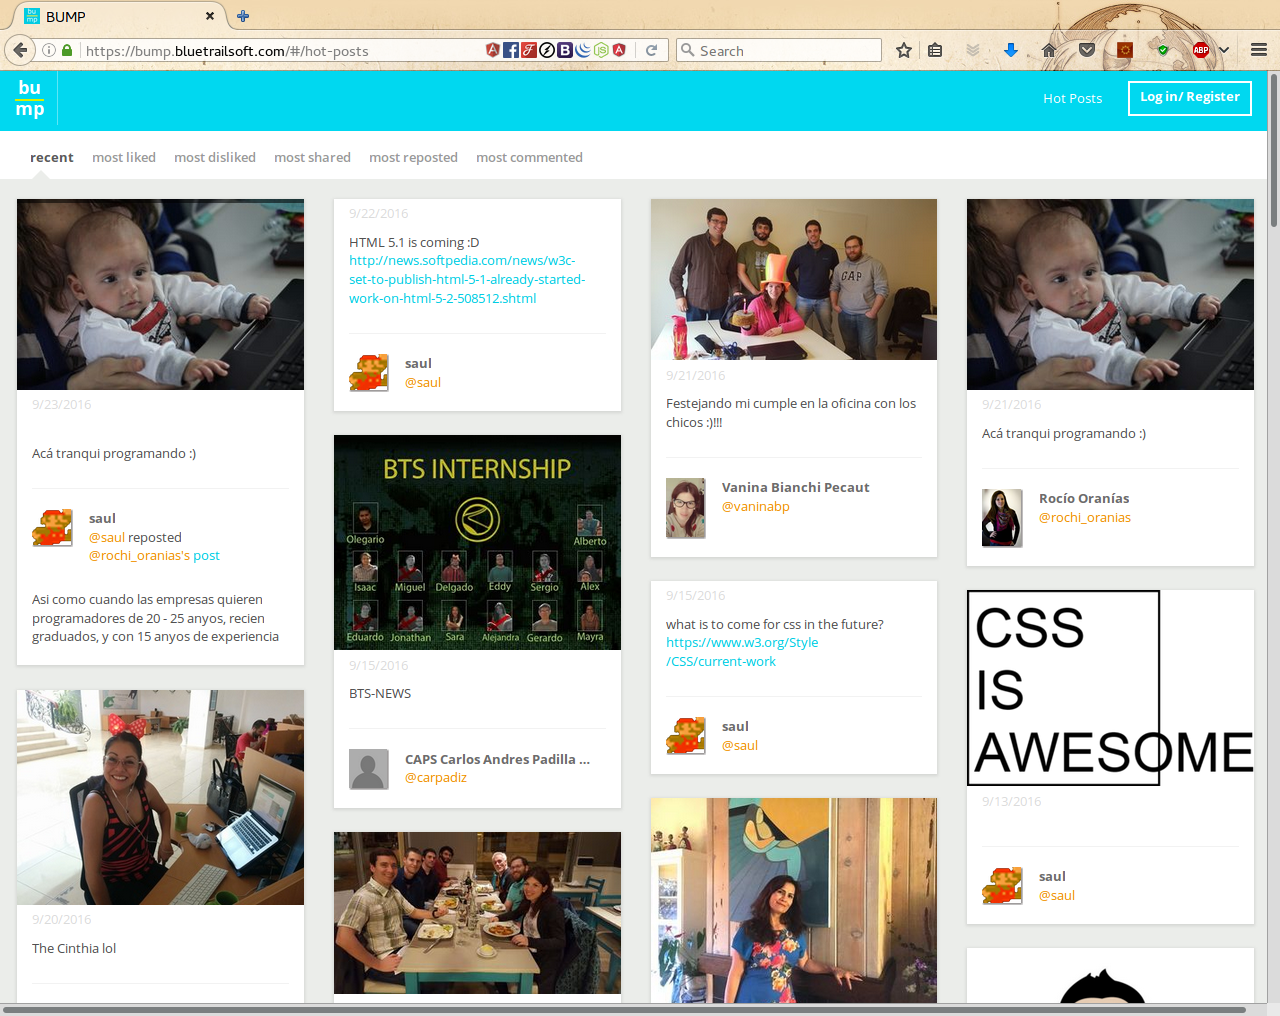 BUMP
https://bump.bluetrailsoft.com/#/hot-posts
Search
ABP
bu
mp
Hot Posts
Log in/ Register
recent
most liked
most disliked
most shared
most reposted
most commented
9/23/2016
Acá tranqui programando :)
saul
@saul reposted
@rochi_oranias's post
Asi como cuando las empresas quieren
programadores de 20 - 25 anyos, recien
graduados, y con 15 anyos de experiencia
9/20/2016
The Cinthia lol
9/22/2016
HTML 5.1 is coming :D
http://news.softpedia.com/news/w3c-
set-to-publish-html-5-1-already-started-
work-on-html-5-2-508512.shtml
saul
@saul
BTS INTERNSHIP
Olegario
Alberto
Isaac Miguel Delgado Eddy Sergio Alex
Eduardo Jonathan Sara Alejandra Gerardo Mayra
9/15/2016
BTS-NEWS
CAPS Carlos Andres Padilla ...
@carpadiz
GAP
9/21/2016
Festejando mi cumple en la oficina con los
chicos :)!!!
Vanina Bianchi Pecaut
@vaninabp
9/15/2016
what is to come for css in the future?
https://www.w3.org/Style
/CSS/current-work
saul
@saul
9/21/2016
Acá tranqui programando :)
Rocío Oranías
@rochi_oranias
CSS
IS
AWESOME
9/13/2016
saul
@saul